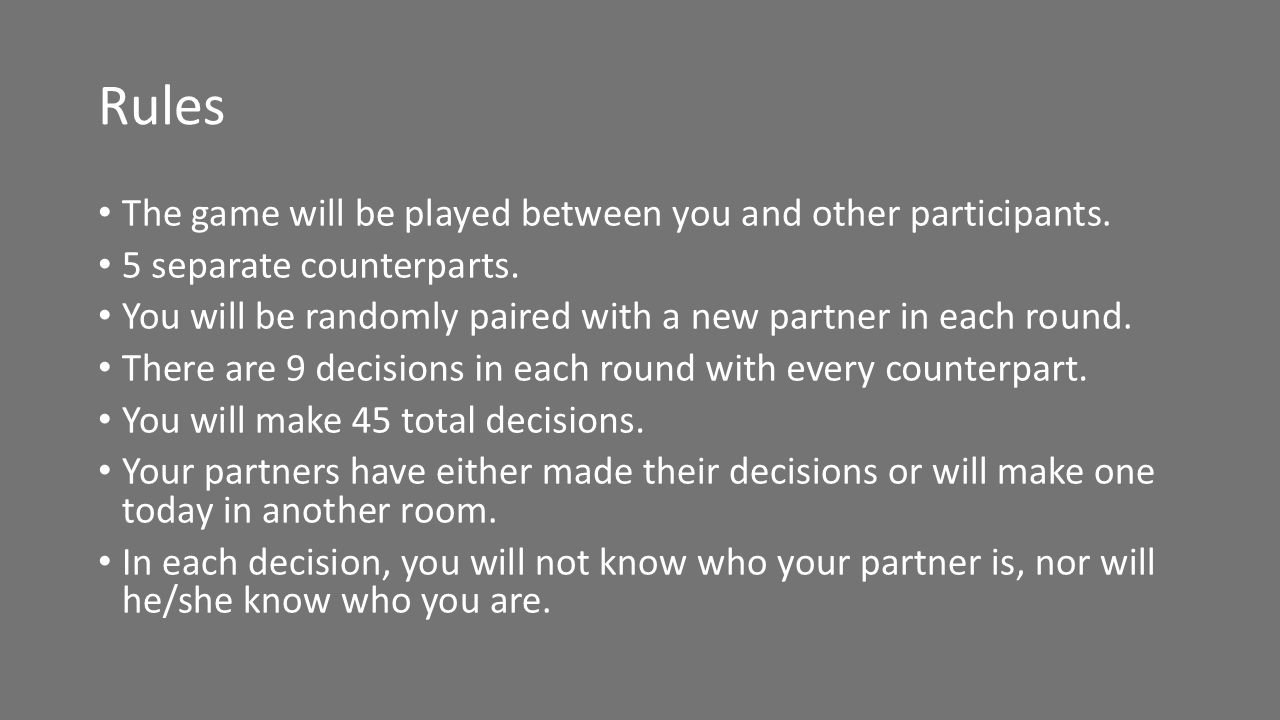 Rules
• The game will be played between you and other participants.
• 5 separate counterparts.
• You will be randomly paired with a new partner in each round.
• There are 9 decisions in each round with every counterpart.
• You will make 45 total decisions.
• Your partners have either made their decisions or will make one
today in another room.
• In each decision, you will not know who your partner is, nor will
he/she know who you are.